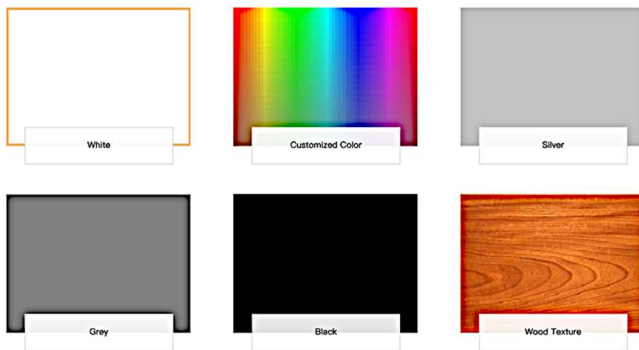 White
Customized Color
Silver
Grey
Black
Wood Texture